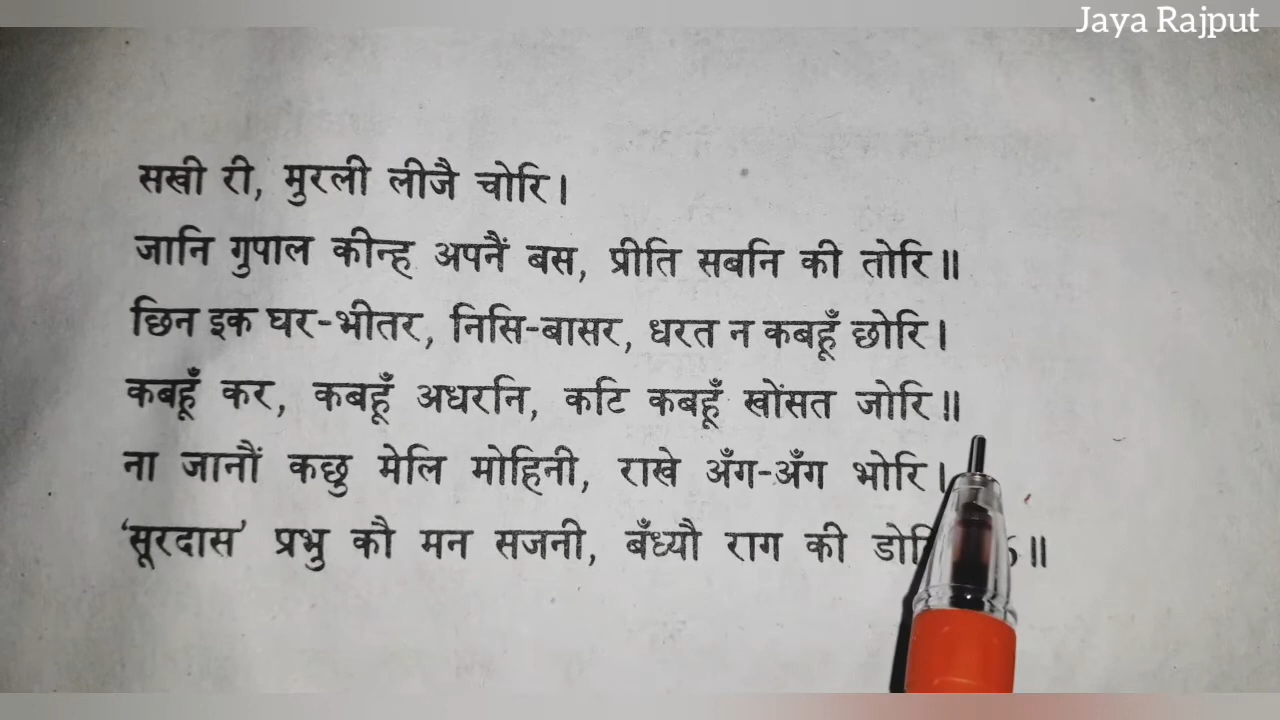 Jaya Rajput
सखी री, मुरली लीजै चोरि।
जानि गुपाल कीन्ह अपनैं बस, प्रीति सबनि की तोरि॥
छिन इक घर-भीतर, निसि-बासर, धरत न कबहूँ छोरि।
कबहूँ कर, कबहूँ अधरनि, कटि कबहूँ खोंसत जोरि॥
ना जानौं कछु मेलि मोहिनी, राखे अँग-अँग भोरि।
‘सूरदास’ प्रभु कौ मन सजनी, बँध्यौ राग की ॥